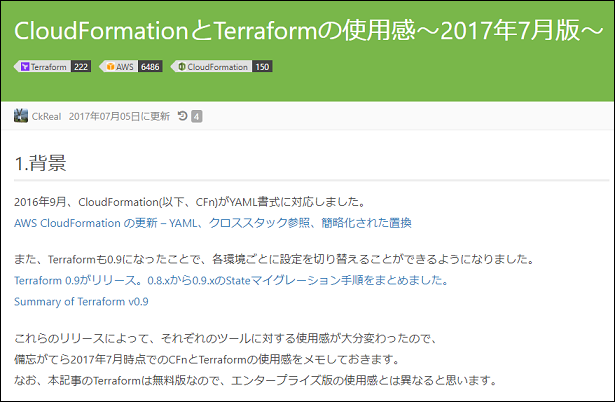 CloudFormationとTerraformの使用感～2017年7月版～
Terraform 222 AWS 6486 CloudFormation 150
CkReal 2017年07月05日に更新 4
1.背景
2016年9月、CloudFormation(以下、CFn)がYAML書式に対応しました。
AWS CloudFormation の更新 – YAML、クロススタック参照、簡略化された置換
また、Terraformも0.9になったことで、各環境ごとに設定を切り替えることができるようになりました。
Terraform 0.9がリリース。0.8.xから0.9.xのStateマイグレーション手順をまとめました。
Summary of Terraform v0.9
これらのリリースによって、それぞれのツールに対する使用感が大分変わったので、
備忘がてら2017年7月時点でのCFnとTerraformの使用感をメモしておきます。
なお、本記事のTerraformは無料版なので、エンタープライズ版の使用感とは異なると思います。